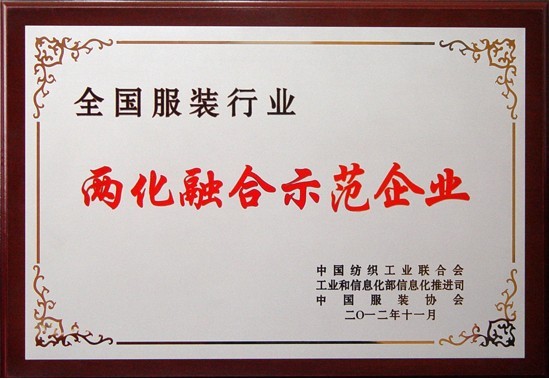 全国服装行业
两化融合示范企业
中国纺织工业联合会
工业和信息化部信息化推进司
中国服装协会
二〇一二年十一月